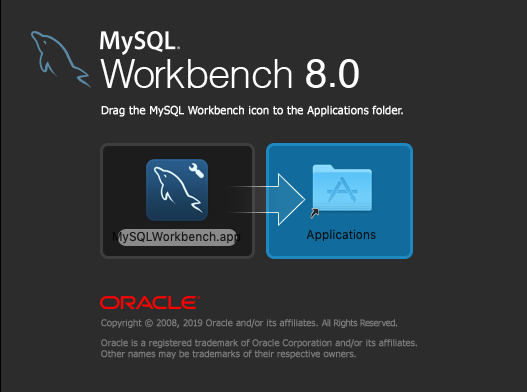 MySQL.
Workbench 8.0
Drag the MySQL Workbench icon to the Applications folder.
MySQLWorkbench.app
Applications
ORACLE
Copyright © 2008, 2019 Oracle and/or its affiliates. All Rights Reserved.
Oracle is a registered trademark of Oracle Corporation and/or its affiliates.
Other names may be trademarks of their respective owners.